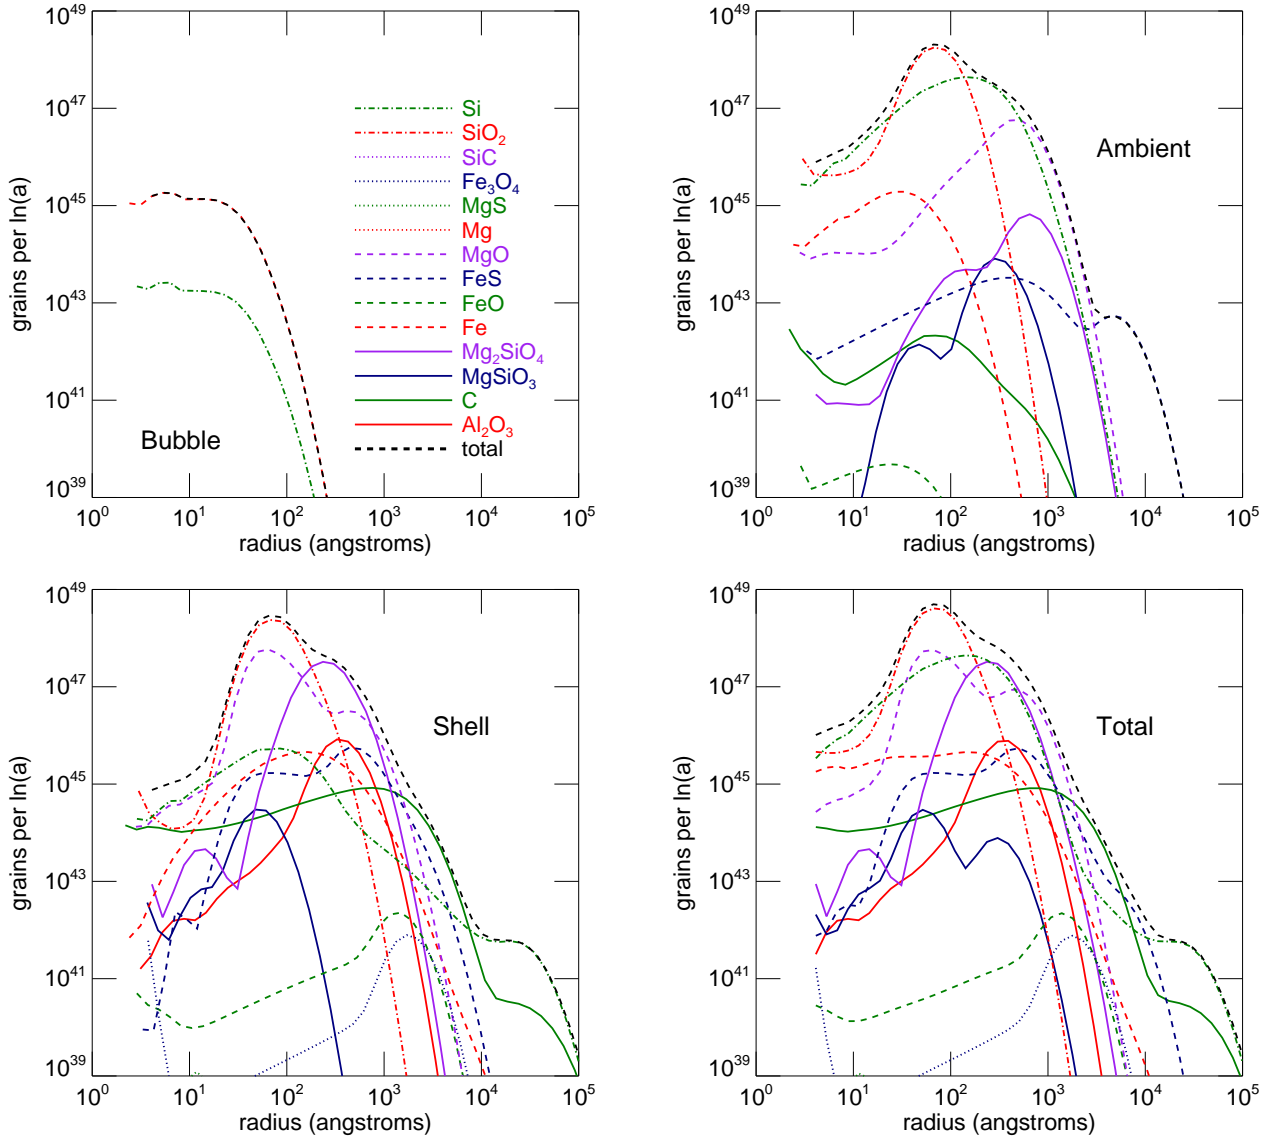 10^49
10^47
10^45
10^43
10^41
10^39
grains per ln(a)
Si
SiO₂
SiC
Fe₃O₄
MgS
Mg
MgO
FeS
FeO
Fe
Mg₂SiO₄
MgSiO₃
C
Al₂O₃
total
Bubble
10^0 10^1 10^2 10^3 10^4 10^5
radius (angstroms)
10^49
10^47
10^45
10^43
10^41
10^39
grains per ln(a)
Ambient
10^0 10^1 10^2 10^3 10^4 10^5
radius (angstroms)
10^49
10^47
10^45
10^43
10^41
10^39
grains per ln(a)
Shell
10^0 10^1 10^2 10^3 10^4 10^5
radius (angstroms)
10^49
10^47
10^45
10^43
10^41
10^39
grains per ln(a)
Total
10^0 10^1 10^2 10^3 10^4 10^5
radius (angstroms)